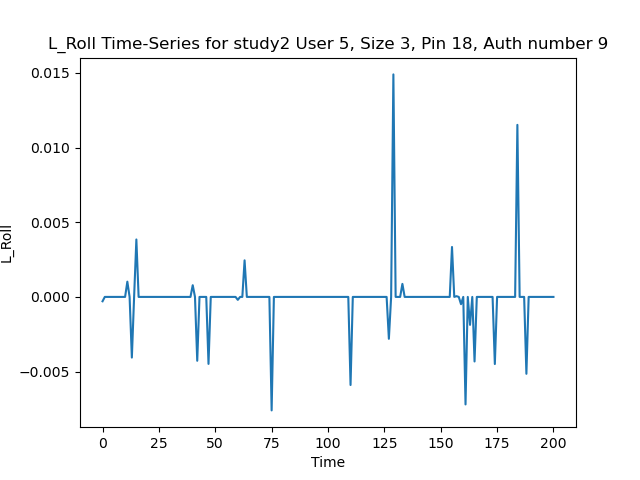 L_Roll Time-Series for study2 User 5, Size 3, Pin 18, Auth number 9
0.015
0.010
0.005
0.000
−0.005
L_Roll
0 25 50 75 100 125 150 175 200
Time